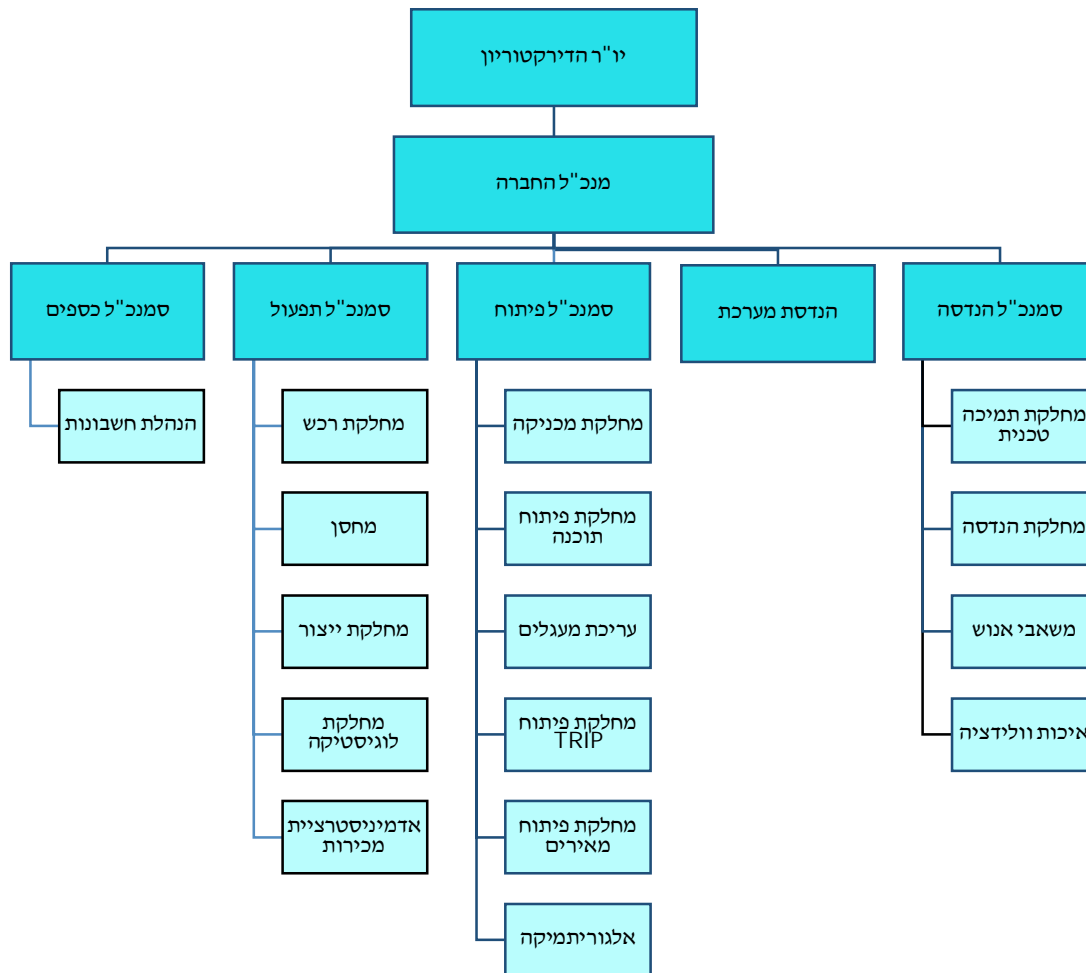 יו"ר הדירקטוריון
מנכ"ל החברה
סמנכ"ל הנדסה
מחלקת תמיכה
טכנית
מחלקת הנדסה
משאבי אנוש
איכות וולידציה
הנדסת מערכת
סמנכ"ל פיתוח
מחלקת מכניקה
מחלקת פיתוח
תוכנה
עריכת מעגלים
מחלקת פיתוח
TRIP
מחלקת פיתוח
מאירים
אלגוריתמיקה
סמנכ"ל תפעול
מחלקת רכש
מחסן
מחלקת ייצור
מחלקת
לוגיסטיקה
אדמיניסטרציית
מכירות
סמנכ"ל כספים
הנהלת חשבונות